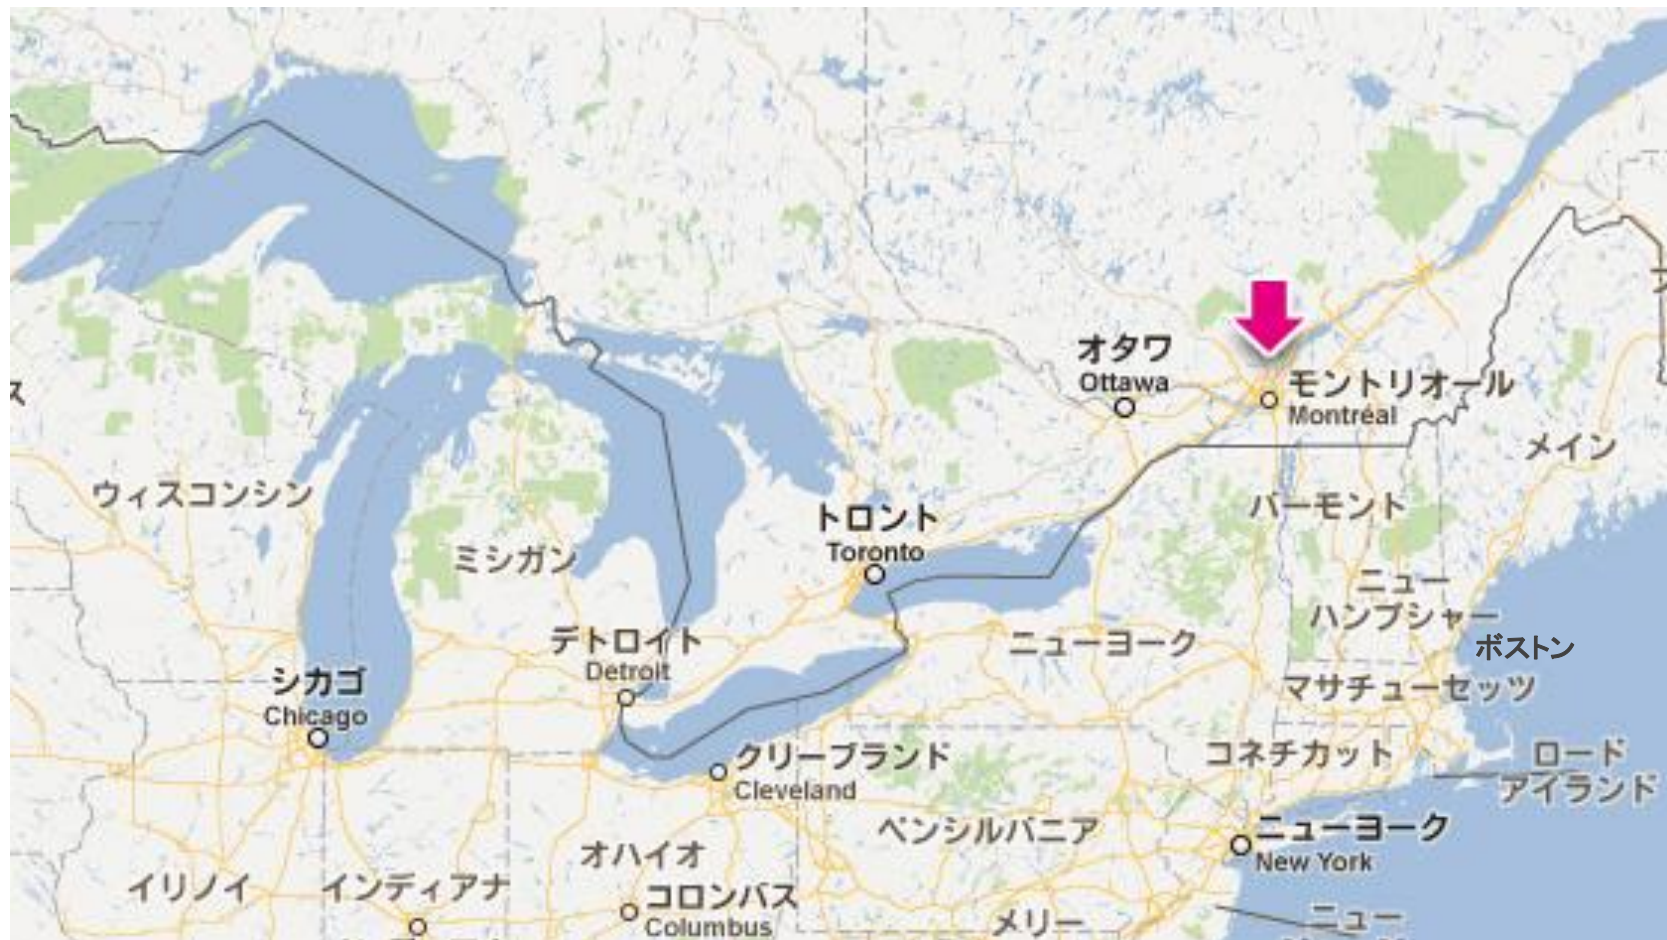 オタワ
Ottawa
モントリオール
Montréal
メイン
ウィスコンシン
バーモント
トロント
Toronto
ミシガン
ニュー
ハンプシャー
デトロイト
Detroit
ニューヨーク
ボストン
シカゴ
Chicago
マサチューセッツ
クリーブランド
Cleveland
コネチカット
ロード
アイランド
ペンシルバニア
ニューヨーク
New York
オハイオ
イリノイ
インディアナ
コロンバス
Columbus
メリー
ニュー